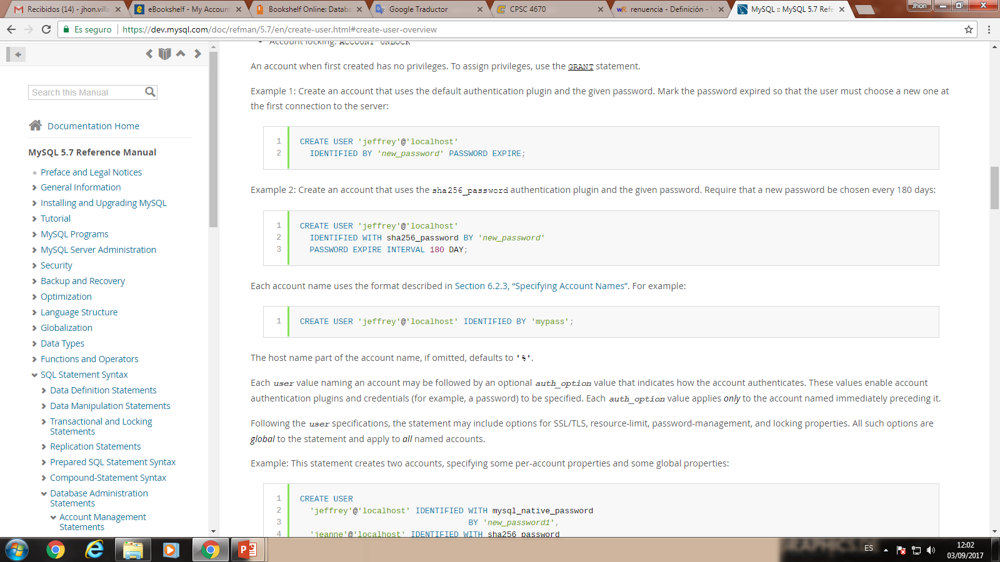 Recibidos (14) - jhon.villa
eBookshelf - My Account
Bookshelf Online: Databa
Google Traductor
CPSC 4670
renuencia - Definición -
MySQL :: MySQL 5.7 Refe
Jhon
Es seguro
https://dev.mysql.com/doc/refman/5.7/en/create-user.html#create-user-overview
Search this Manual
Documentation Home
MySQL 5.7 Reference Manual
Preface and Legal Notices
General Information
Installing and Upgrading MySQL
Tutorial
MySQL Programs
MySQL Server Administration
Security
Backup and Recovery
Optimization
Language Structure
Globalization
Data Types
Functions and Operators
SQL Statement Syntax
Data Definition Statements
Data Manipulation Statements
Transactional and Locking
Statements
Replication Statements
Prepared SQL Statement Syntax
Compound-Statement Syntax
Database Administration
Statements
Account Management
Statements
Account locking: ACCOUNT UNLOCK
An account when first created has no privileges. To assign privileges, use the GRANT statement.
Example 1: Create an account that uses the default authentication plugin and the given password. Mark the password expired so that the user must choose a new one at
the first connection to the server:
1 CREATE USER 'jeffrey'@'localhost'
2 IDENTIFIED BY 'new_password' PASSWORD EXPIRE;
Example 2: Create an account that uses the sha256_password authentication plugin and the given password. Require that a new password be chosen every 180 days:
1 CREATE USER 'jeffrey'@'localhost'
2 IDENTIFIED WITH sha256_password BY 'new_password'
3 PASSWORD EXPIRE INTERVAL 180 DAY;
Each account name uses the format described in Section 6.2.3, “Specifying Account Names”. For example:
1 CREATE USER 'jeffrey'@'localhost' IDENTIFIED BY 'mypass';
The host name part of the account name, if omitted, defaults to '%'.
Each user value naming an account may be followed by an optional auth_option value that indicates how the account authenticates. These values enable account
authentication plugins and credentials (for example, a password) to be specified. Each auth_option value applies only to the account named immediately preceding it.
Following the user specifications, the statement may include options for SSL/TLS, resource-limit, password-management, and locking properties. All such options are
global to the statement and apply to all named accounts.
Example: This statement creates two accounts, specifying some per-account properties and some global properties:
1 CREATE USER
2 'jeffrey'@'localhost' IDENTIFIED WITH mysql_native_password
3 BY 'new_password1',
4 'jeanne'@'localhost' IDENTIFIED WITH sha256_password
ES
12:02
03/09/2017